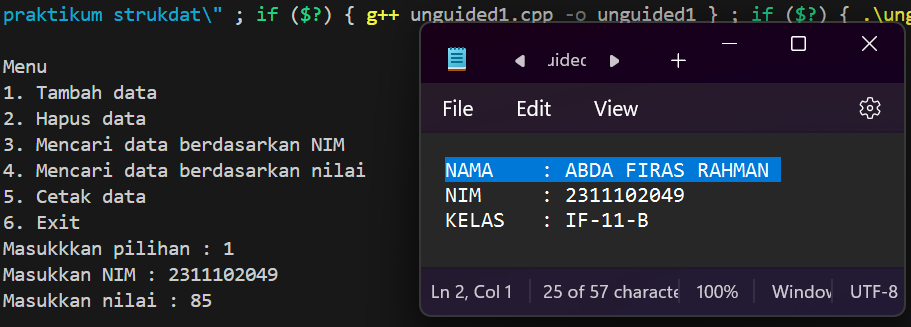 praktikum strukdat\" ; if ($?) { g++ unguided1.cpp -o unguided1 } ; if ($?) { .\ung
Menu
1. Tambah data
2. Hapus data
3. Mencari data berdasarkan NIM
4. Mencari data berdasarkan nilai
5. Cetak data
6. Exit
Masukkkan pilihan : 1
Masukkan NIM : 2311102049
Masukkan nilai : 85
File Edit View
NAMA : ABDA FIRAS RAHMAN
NIM : 2311102049
KELAS : IF-11-B
Ln 2, Col 1 25 of 57 characte 100% Window UTF-8